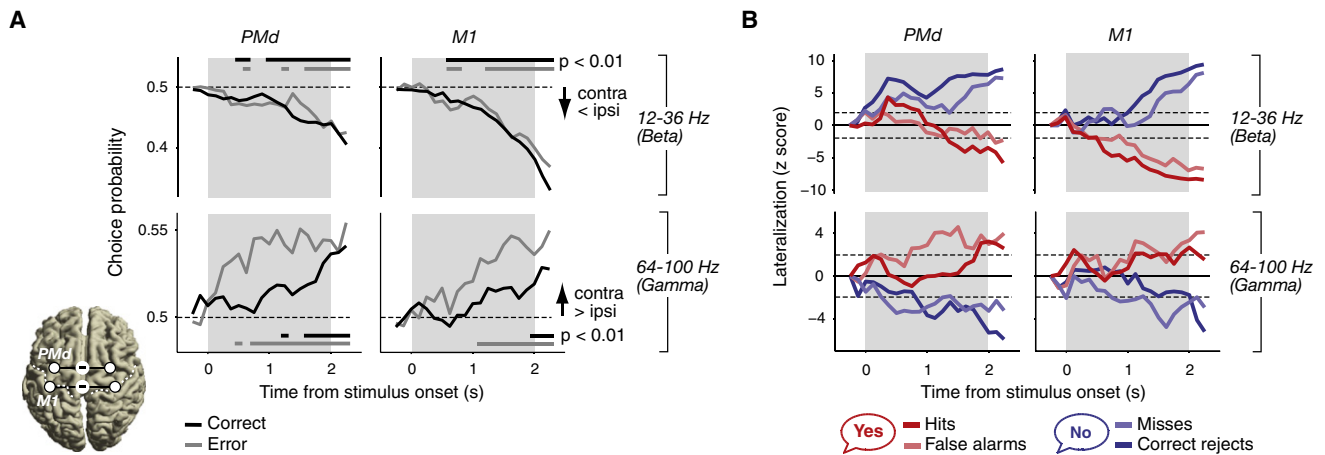 A
PMd
M1
p < 0.01
0.5
0.4
contra
< ipsi
12-36 Hz
(Beta)
Choice probability
0.55
0.5
contra
> ipsi
p < 0.01
64-100 Hz
(Gamma)
0 1 2
0 1 2
Time from stimulus onset (s)
Correct
Error
PMd
M1
B
PMd
M1
10
5
0
−5
−10
12-36 Hz
(Beta)
Lateralization (z score)
4
0
−4
64-100 Hz
(Gamma)
0 1 2
0 1 2
Time from stimulus onset (s)
Yes
Hits
False alarms
No
Misses
Correct rejects